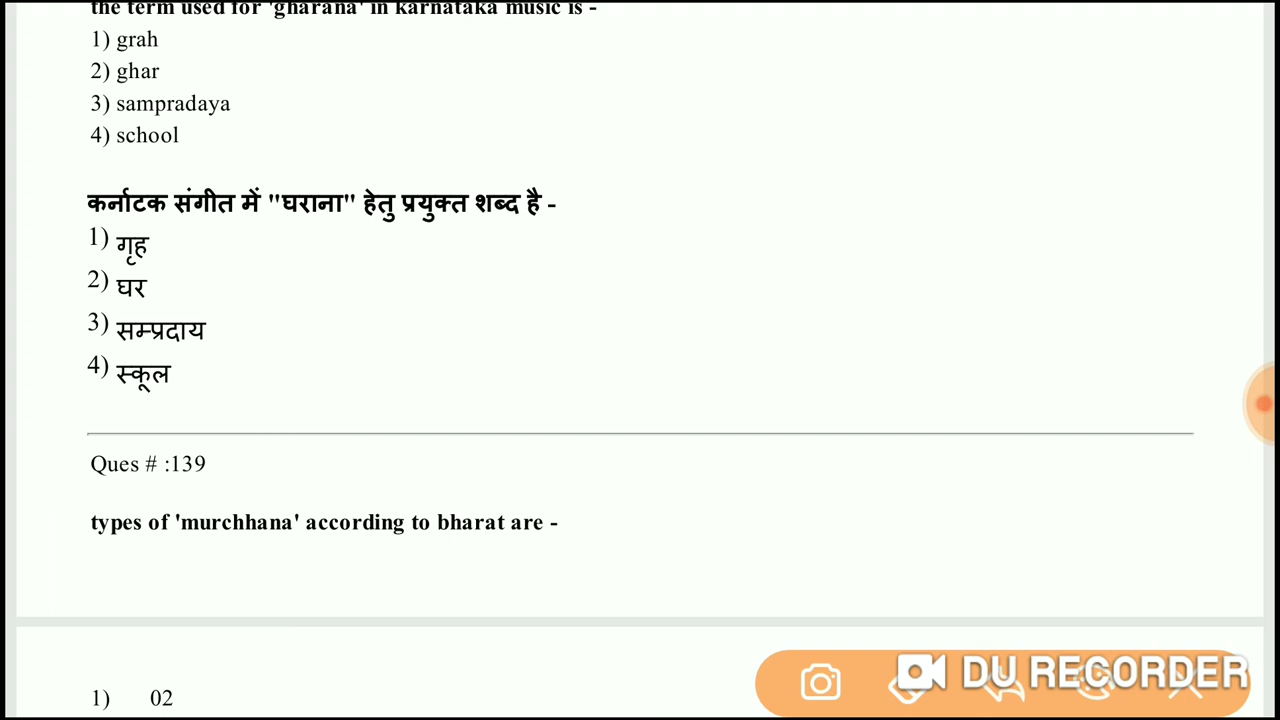 the term used for 'gharana' in karnataka music is -
1) grah
2) ghar
3) sampradaya
4) school
कर्नाटक संगीत में "घराना" हेतु प्रयुक्त शब्द है -
1) गृह
2) घर
3) सम्प्रदाय
4) स्कूल
Ques # :139
types of 'murchhana' according to bharat are -
1) 02
DU RECORDER